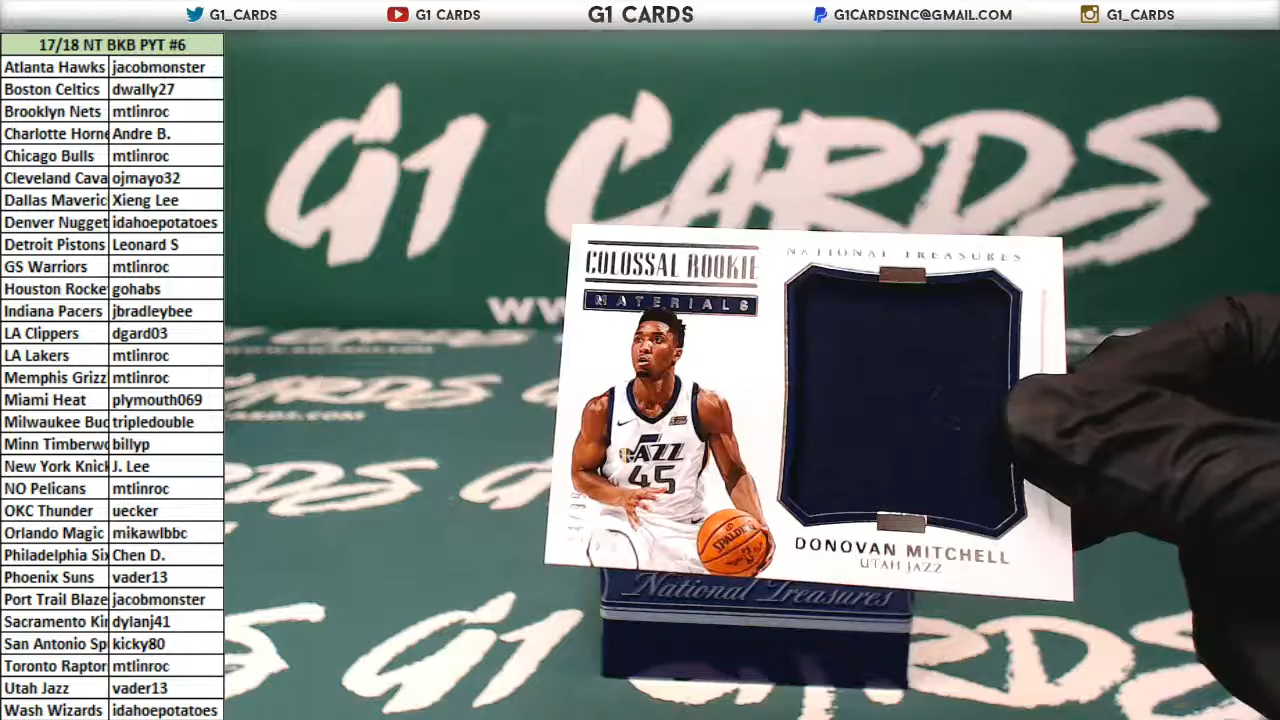 G1_CARDS
G1 CARDS
G1 CARDS
G1CARDSINC@GMAIL.COM
G1_CARDS
17/18 NT BKB PYT #6
Atlanta Hawks jacobmonster
Boston Celtics dwally27
Brooklyn Nets mtlinroc
Charlotte Horne Andre B.
Chicago Bulls mtlinroc
Cleveland Cava ojmayo32
Dallas Maveric Xieng Lee
Denver Nugget idahoepotatoes
Detroit Pistons Leonard S
GS Warriors mtlinroc
Houston Rocke gohabs
Indiana Pacers jbradleybee
LA Clippers dgard03
LA Lakers mtlinroc
Memphis Grizz mtlinroc
Miami Heat plymouth069
Milwaukee Buc tripledouble
Minn Timberwo billyp
New York Knick J. Lee
NO Pelicans mtlinroc
OKC Thunder uecker
Orlando Magic mikawlbbc
Philadelphia Six Chen D.
Phoenix Suns vader13
Port Trail Blaze jacobmonster
Sacramento Kin dylanj41
San Antonio Sp kicky80
Toronto Raptor mtlinroc
Utah Jazz vader13
Wash Wizards idahoepotatoes
G1 CARDS
WW
COLOSSAL ROOKIE
MATERIALS
NATIONAL TREASURES
JAZZ
45
SPALDING
DONOVAN MITCHELL
UTAH JAZZ
National Treasures